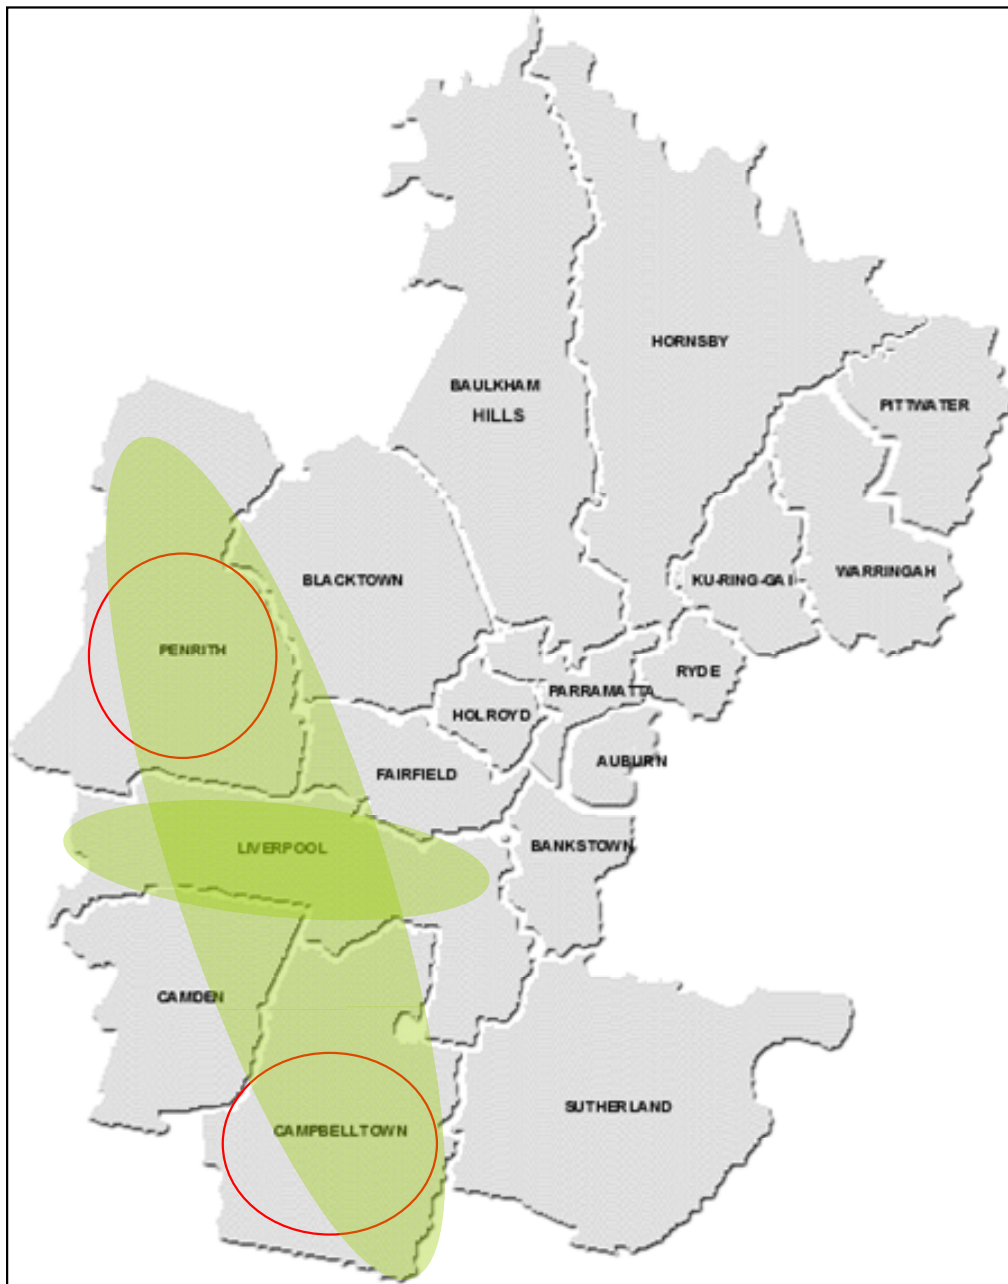 HORNSBY
BAULKHAM
HILLS
PITTWATER
BLACKTOWN
KU-RING-GAI
WARRINGAH
PENRITH
RYDE
PARRAMATTA
HOLROYD
AUBURN
FAIRFIELD
LIVERPOOL
BANKSTOWN
CAMDEN
SUTHERLAND
CAMPBELLTOWN